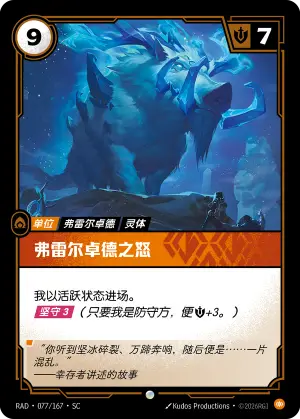 9
7
单位 弗雷尔卓德 灵体
弗雷尔卓德之怒
我以活跃状态进场。
坚守 3 (只要我是防守方，便+3。)
“你听到坚冰碎裂、万蹄奔响，随后便是……一片
混乱。”
——幸存者讲述的故事
RAD • 077/167 • SC Kudos Productions ©2026RGI